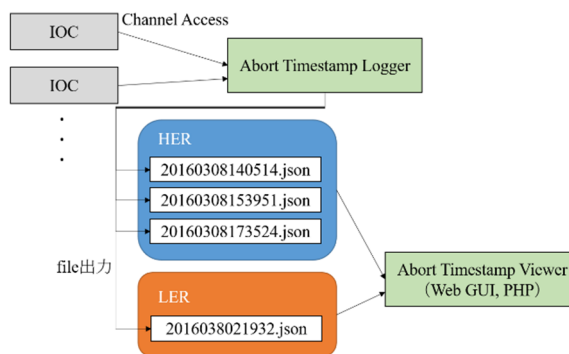 IOC
Channel Access
Abort Timestamp Logger
IOC
HER
20160308140514.json
20160308153951.json
20160308173524.json
file出力
LER
2016038021932.json
Abort Timestamp Viewer
（Web GUI, PHP）